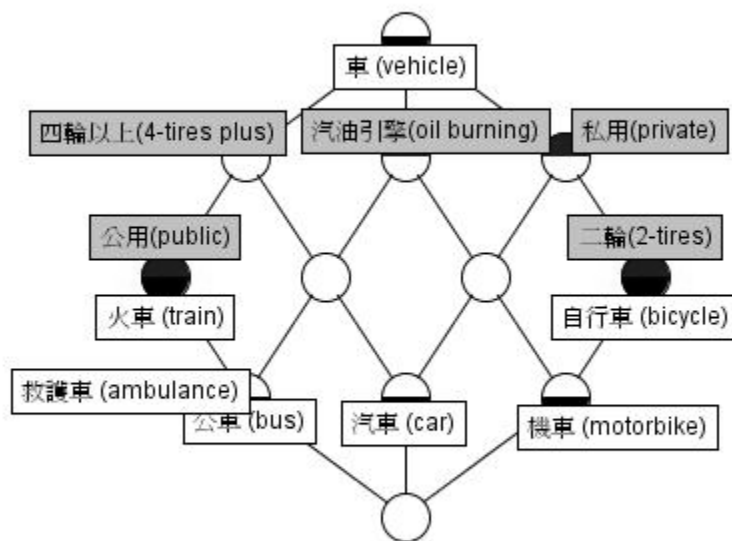 車 (vehicle)
四輪以上(4-tires plus)
汽油引擎(oil burning)
私用(private)
公用(public)
二輪(2-tires)
火車 (train)
自行車 (bicycle)
救護車 (ambulance)
公車 (bus)
汽車 (car)
機車 (motorbike)